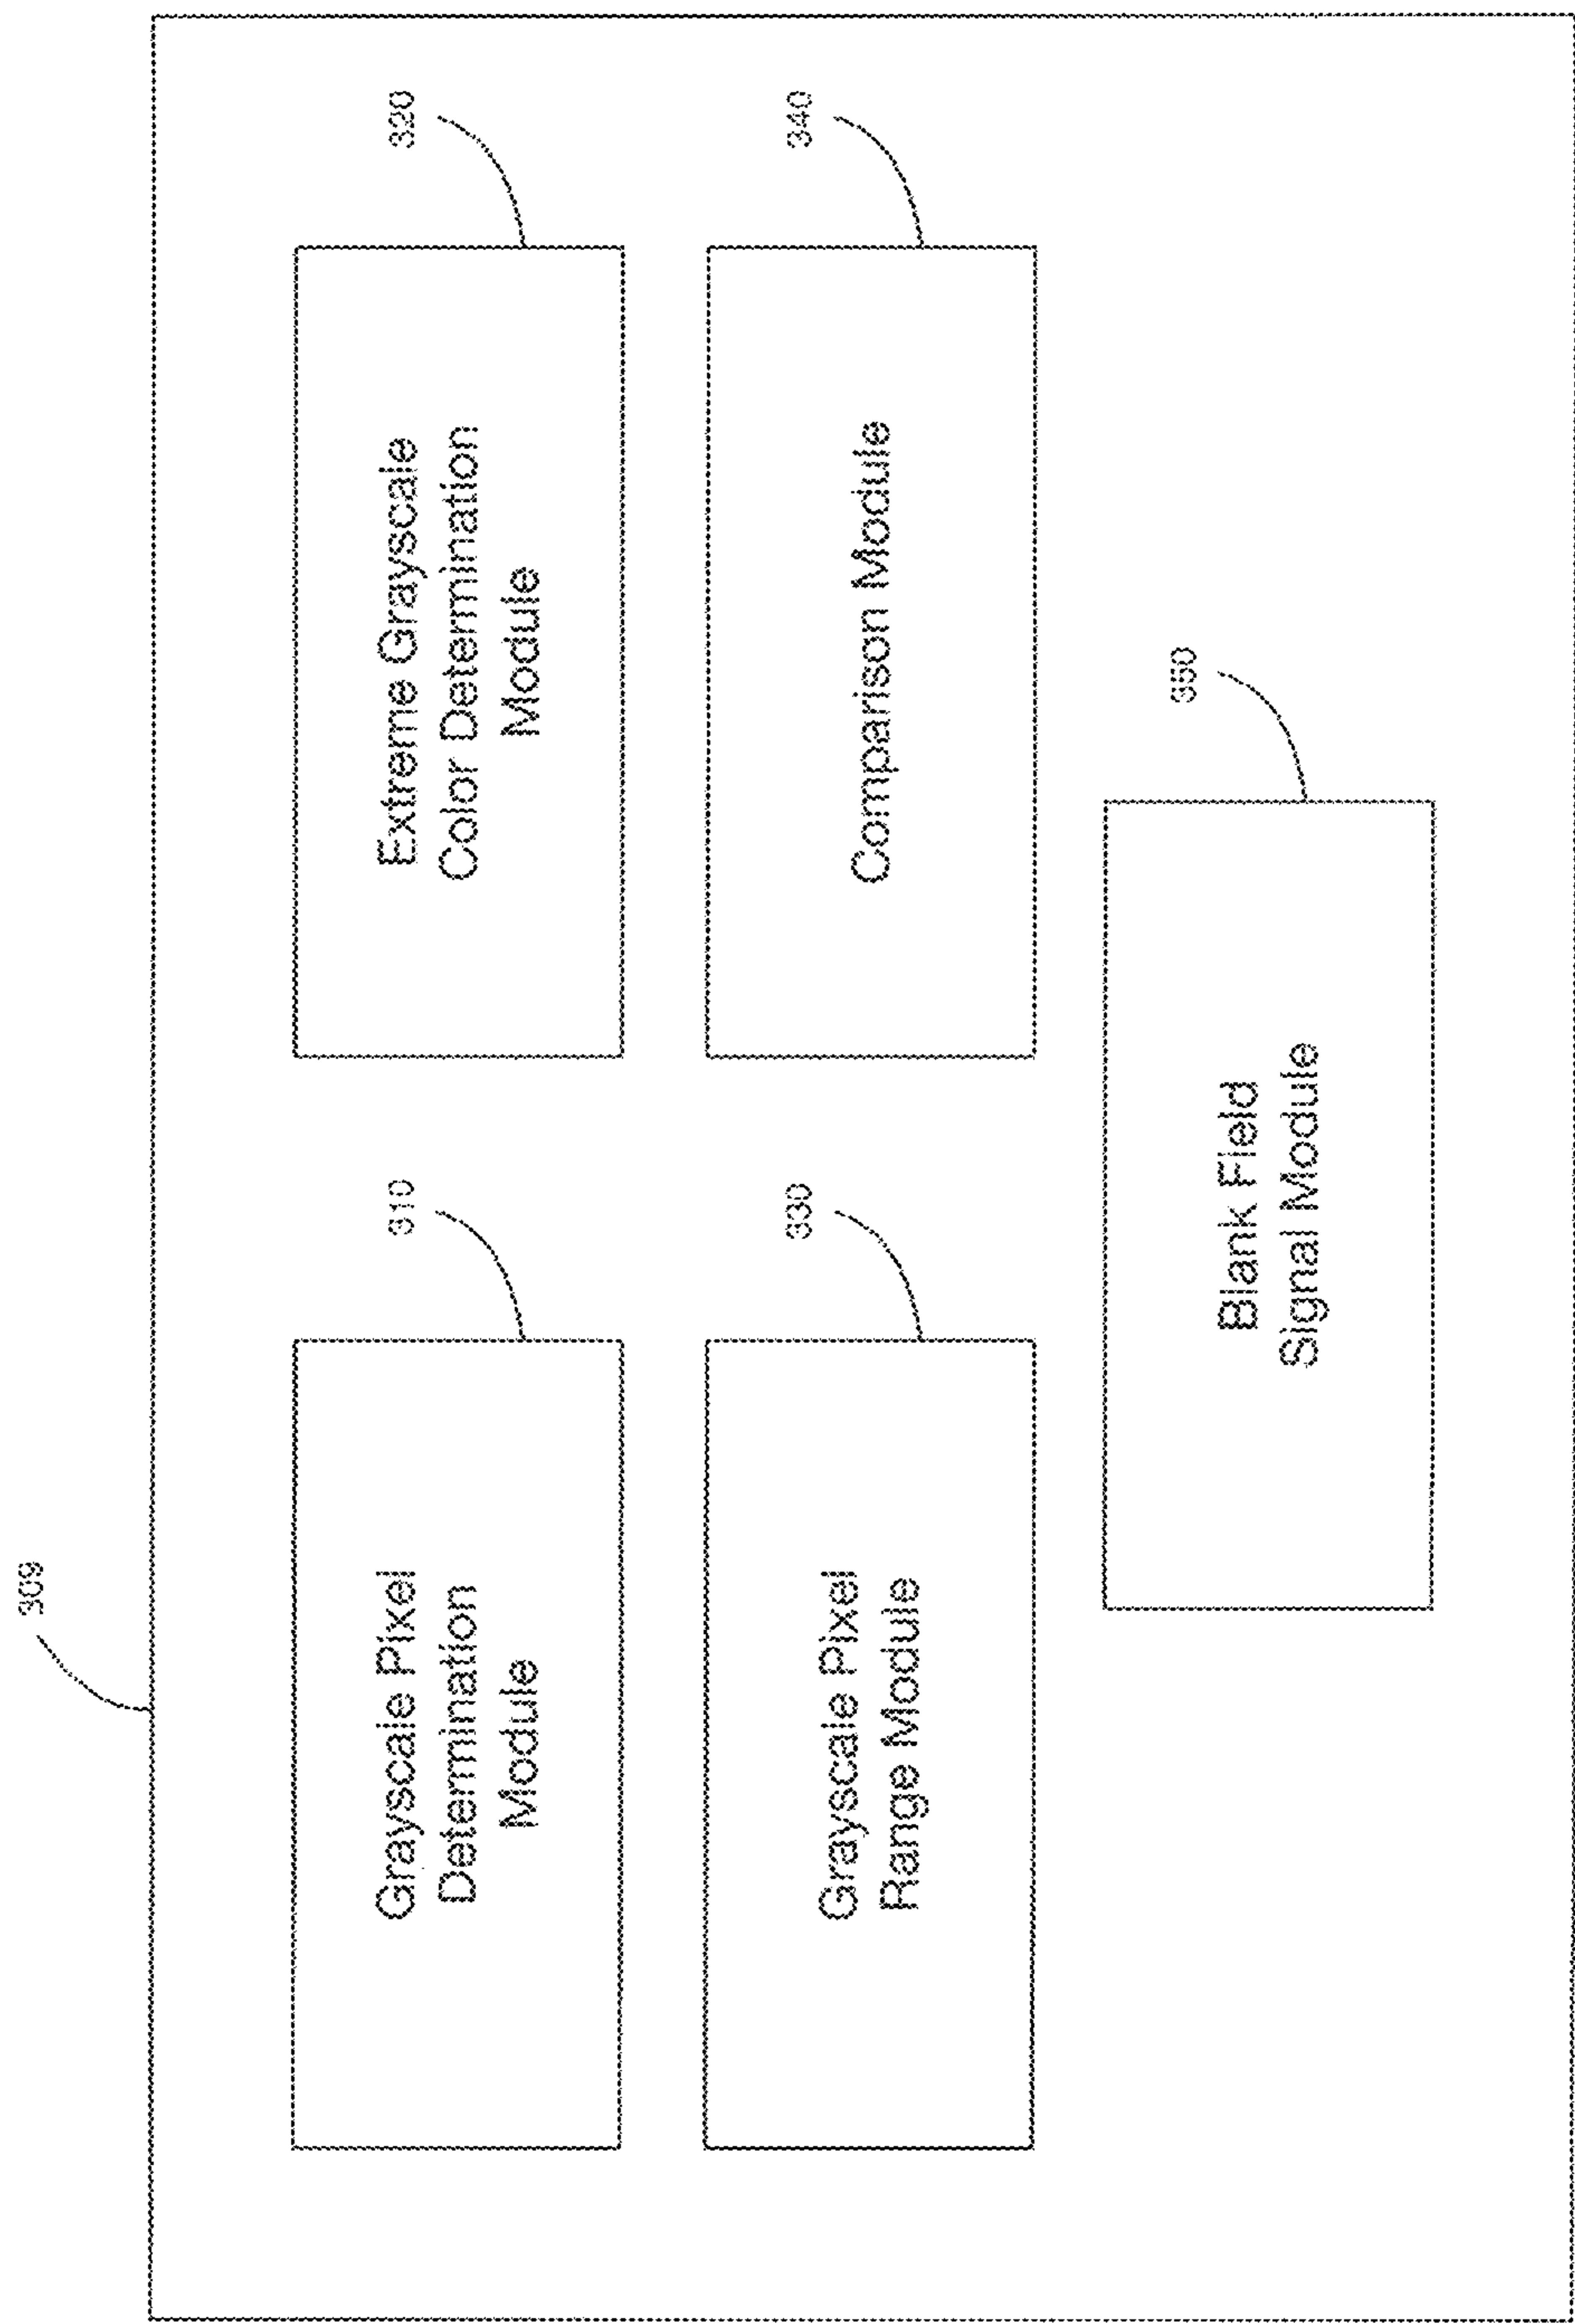 309
310
Grayscale Pixel
Determination
Module
320
Extreme Grayscale
Color Determination
Module
330
Grayscale Pixel
Range Module
340
Comparison Module
350
Blank Field
Signal Module